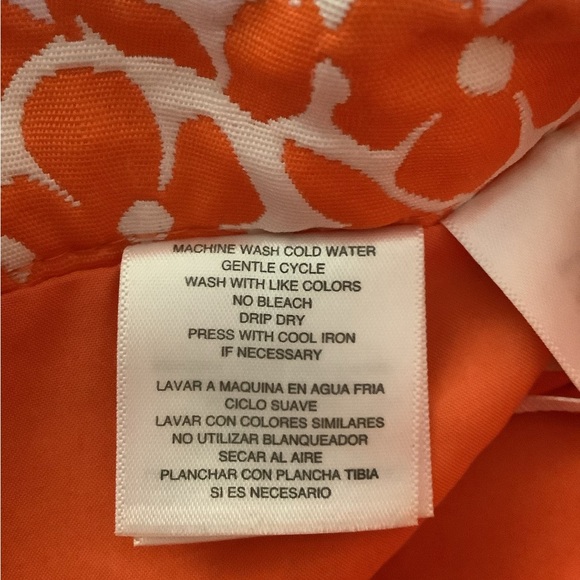 MACHINE WASH COLD WATER
GENTLE CYCLE
WASH WITH LIKE COLORS
NO BLEACH
DRIP DRY
PRESS WITH COOL IRON
IF NECESSARY
LAVAR A MAQUINA EN AGUA FRIA
CICLO SUAVE
LAVAR CON COLORES SIMILARES
NO UTILIZAR BLANQUEADOR
SECAR AL AIRE
PLANCHAR CON PLANCHA TIBIA
SI ES NECESARIO